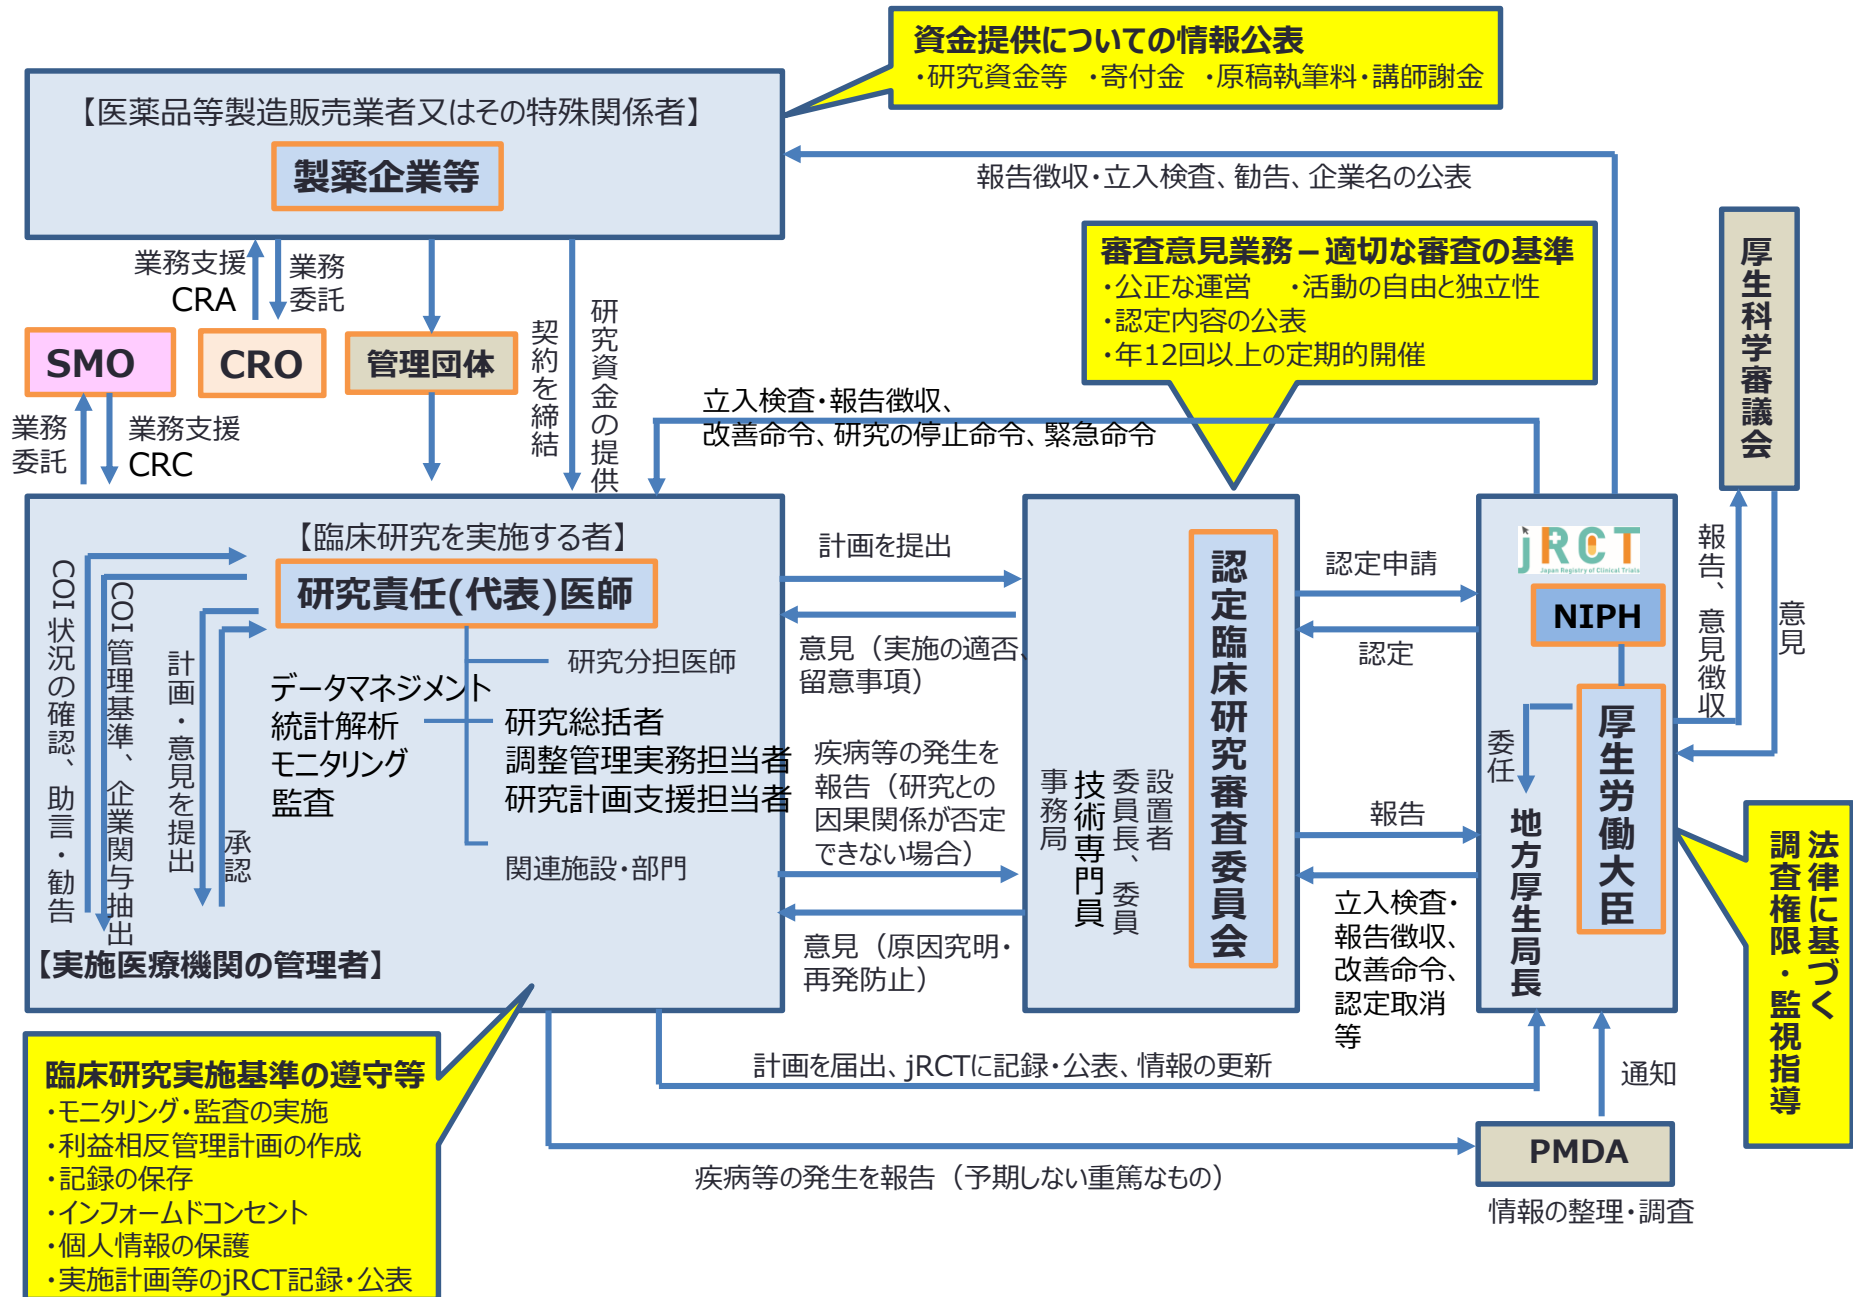 資金提供についての情報公表
・研究資金等 ・寄付金 ・原稿執筆料・講師謝金
【医薬品等製造販売業者又はその特殊関係者】
製薬企業等
報告徴収・立入検査、勧告、企業名の公表
審査意見業務－適切な審査の基準
・公正な運営 ・活動の自由と独立性
・認定内容の公表
・年12回以上の定期的開催
厚生科学審議会
業務支援
CRA
業務
委託
SMO
CRO
管理団体
契約を締結
研究資金の提供
業務
委託
業務支援
CRC
立入検査・報告徴収、
改善命令、研究の停止命令、緊急命令
【臨床研究を実施する者】
研究責任(代表)医師
研究分担医師
データマネジメント
統計解析
モニタリング
監査
研究総括者
調整管理実務担当者
研究計画支援担当者
関連施設・部門
COI状況の確認、助言・勧告
COI管理基準、企業関与抽出
計画・意見を提出
承認
【実施医療機関の管理者】
計画を提出
意見（実施の適否、
留意事項）
疾病等の発生を
報告（研究との
因果関係が否定
できない場合）
意見（原因究明・
再発防止）
認定臨床研究審査委員会
設置者
委員長、委員
技術専門員
事務局
認定申請
認定
報告
立入検査・
報告徴収、
改善命令、
認定取消
等
jRCT
Japan Registry of Clinical Trials
NIPH
厚生労働大臣
委任
地方厚生局長
報告、意見徴収
意見
法律に基づく
調査権限・監視指導
臨床研究実施基準の遵守等
・モニタリング・監査の実施
・利益相反管理計画の作成
・記録の保存
・インフォームドコンセント
・個人情報の保護
・実施計画等のjRCT記録・公表
計画を届出、jRCTに記録・公表、情報の更新
疾病等の発生を報告（予期しない重篤なもの）
通知
PMDA
情報の整理・調査